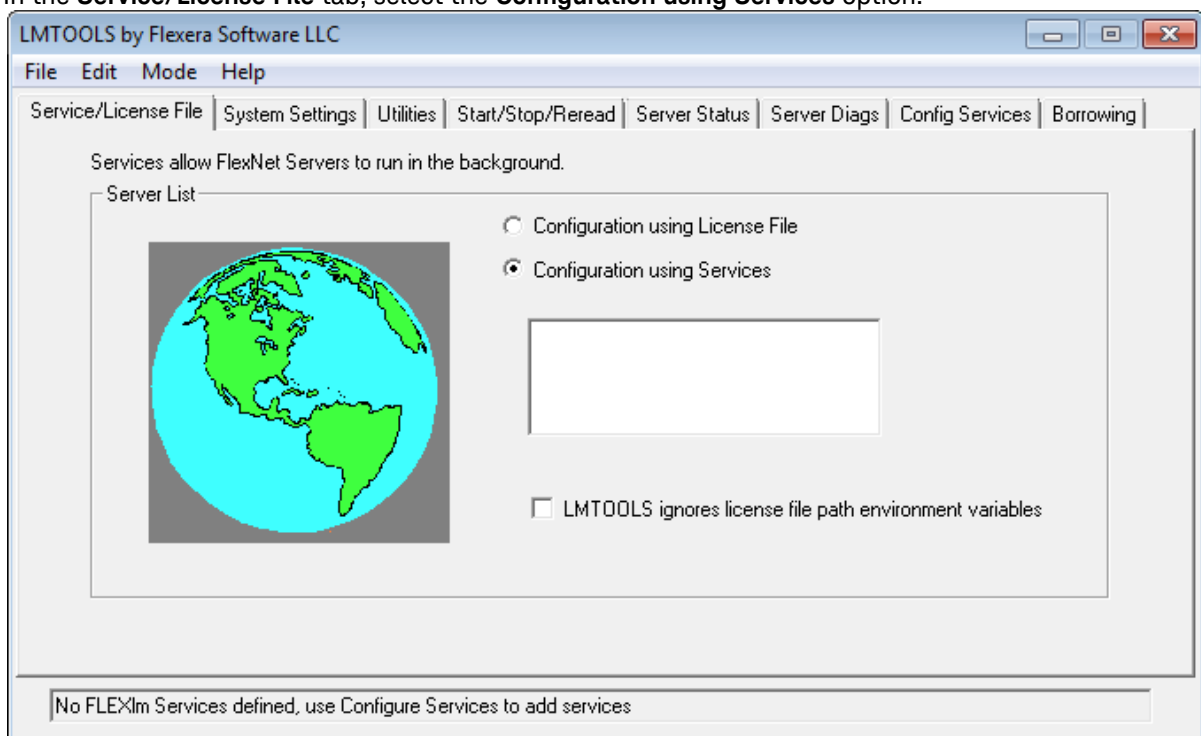 In the Service/License File tab, select the Configuration using Services option.
LMTOOLS by Flexera Software LLC
File Edit Mode Help
Service/License File System Settings Utilities Start/Stop/Reread Server Status Server Diags Config Services Borrowing
Services allow FlexNet Servers to run in the background.
Server List
Configuration using License File
Configuration using Services
LMTOOLS ignores license file path environment variables
No FLEXlm Services defined, use Configure Services to add services